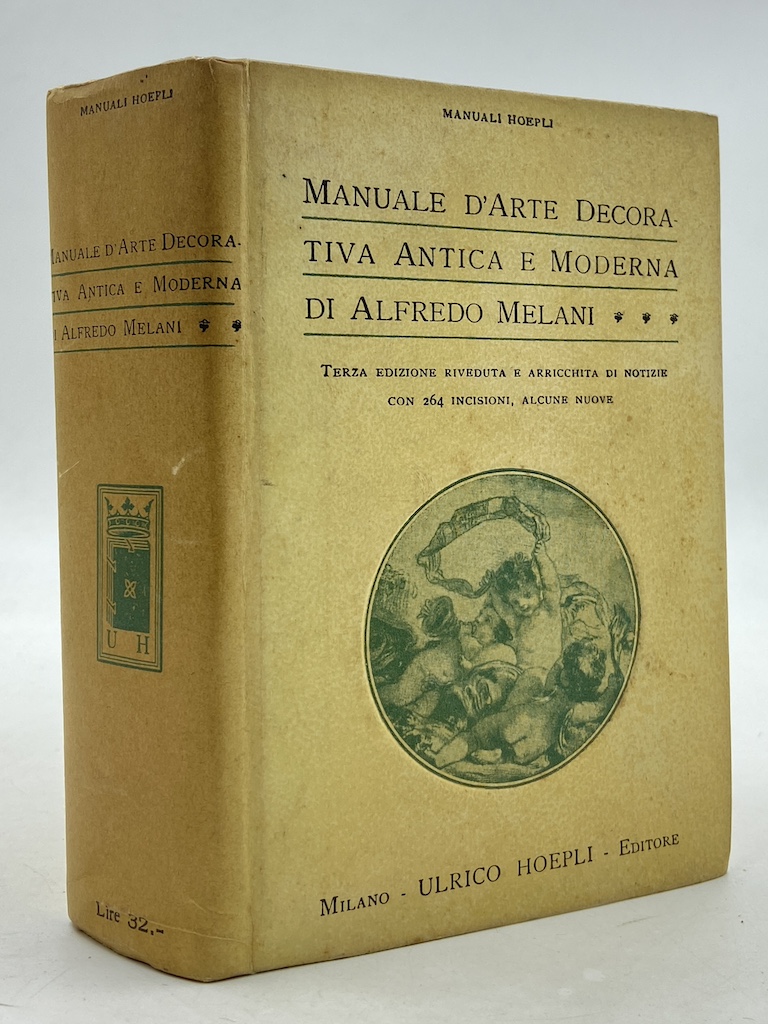 MANUALI HOEPLI
MANUALE D'ARTE DECORA-
TIVA ANTICA E MODERNA
DI ALFREDO MELANI
U H
Lire 32,-
MANUALI HOEPLI
MANUALE D'ARTE DECORA-
TIVA ANTICA E MODERNA
DI ALFREDO MELANI
TERZA EDIZIONE RIVEDUTA E ARRICCHITA DI NOTIZIE
CON 264 INCISIONI, ALCUNE NUOVE
MILANO - ULRICO HOEPLI - EDITORE